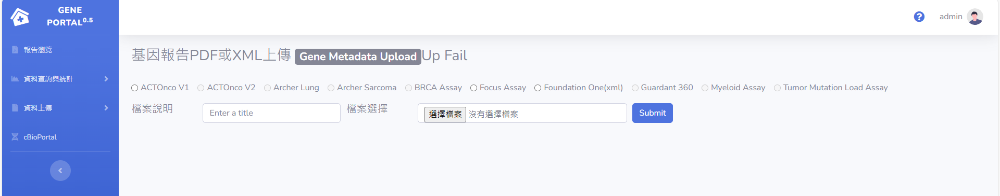 GENE
PORTAL0.5
admin
報告瀏覽
資料查詢與統計
資料上傳
cBioPortal
基因報告PDF或XML上傳 Gene Metadata Upload Up Fail
ACTOnco V1 ACTOnco V2 Archer Lung Archer Sarcoma BRCA Assay Focus Assay Foundation One(xml) Guardant 360 Myeloid Assay Tumor Mutation Load Assay
檔案說明 Enter a title 檔案選擇 選擇檔案 沒有選擇檔案 Submit